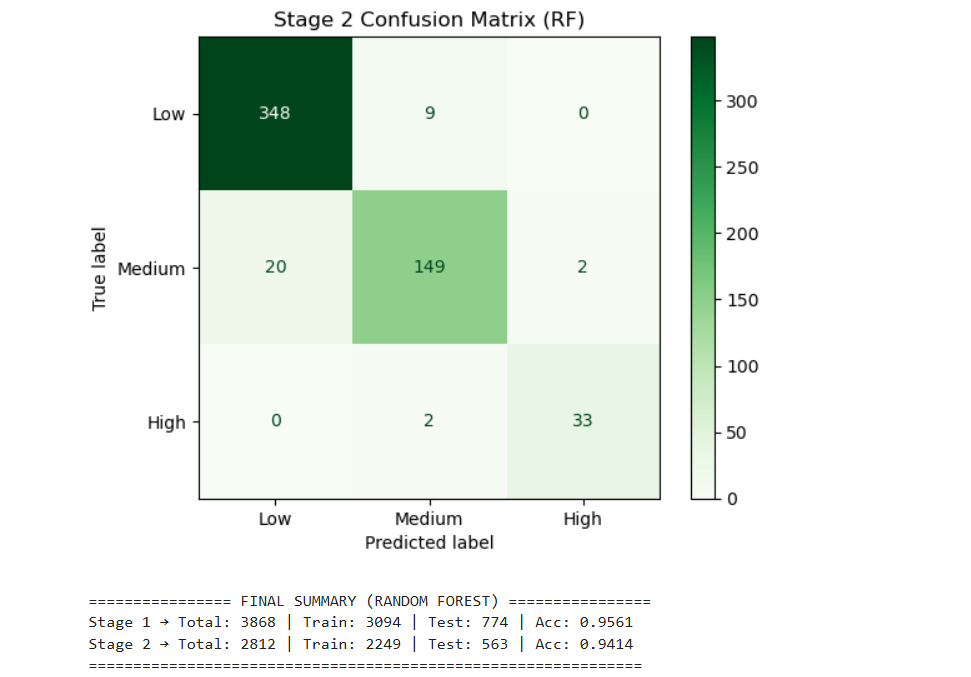 Stage 2 Confusion Matrix (RF)
Low 348 9 0
Medium 20 149 2
High 0 2 33
Low Medium High
Predicted label
True label
300
250
200
150
100
50
0
================ FINAL SUMMARY (RANDOM FOREST) ================
Stage 1 → Total: 3868 | Train: 3094 | Test: 774 | Acc: 0.9561
Stage 2 → Total: 2812 | Train: 2249 | Test: 563 | Acc: 0.9414
==============================================================